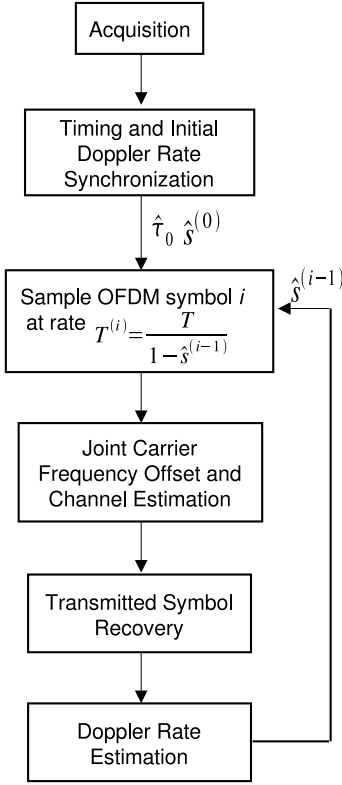 Acquisition
Timing and Initial
Doppler Rate
Synchronization
τ̂₀ ŝ⁽⁰⁾
Sample OFDM symbol i
at rate T⁽ⁱ⁾=T/(1−ŝ⁽ⁱ⁻¹⁾)
ŝ⁽ⁱ⁻¹⁾
Joint Carrier
Frequency Offset and
Channel Estimation
Transmitted Symbol
Recovery
Doppler Rate
Estimation